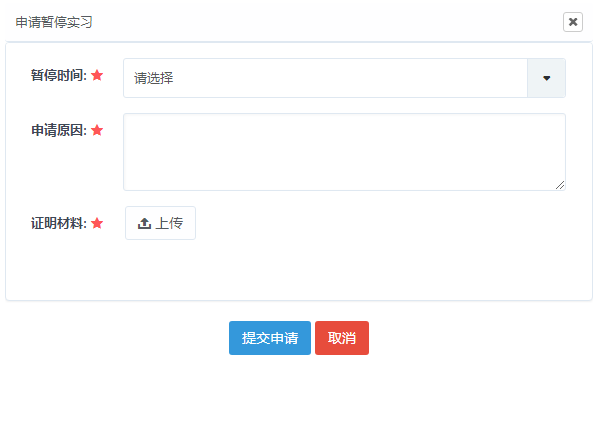 申请暂停实习
暂停时间: ★
请选择
申请原因: ★
证明材料: ★
上传
提交申请 取消